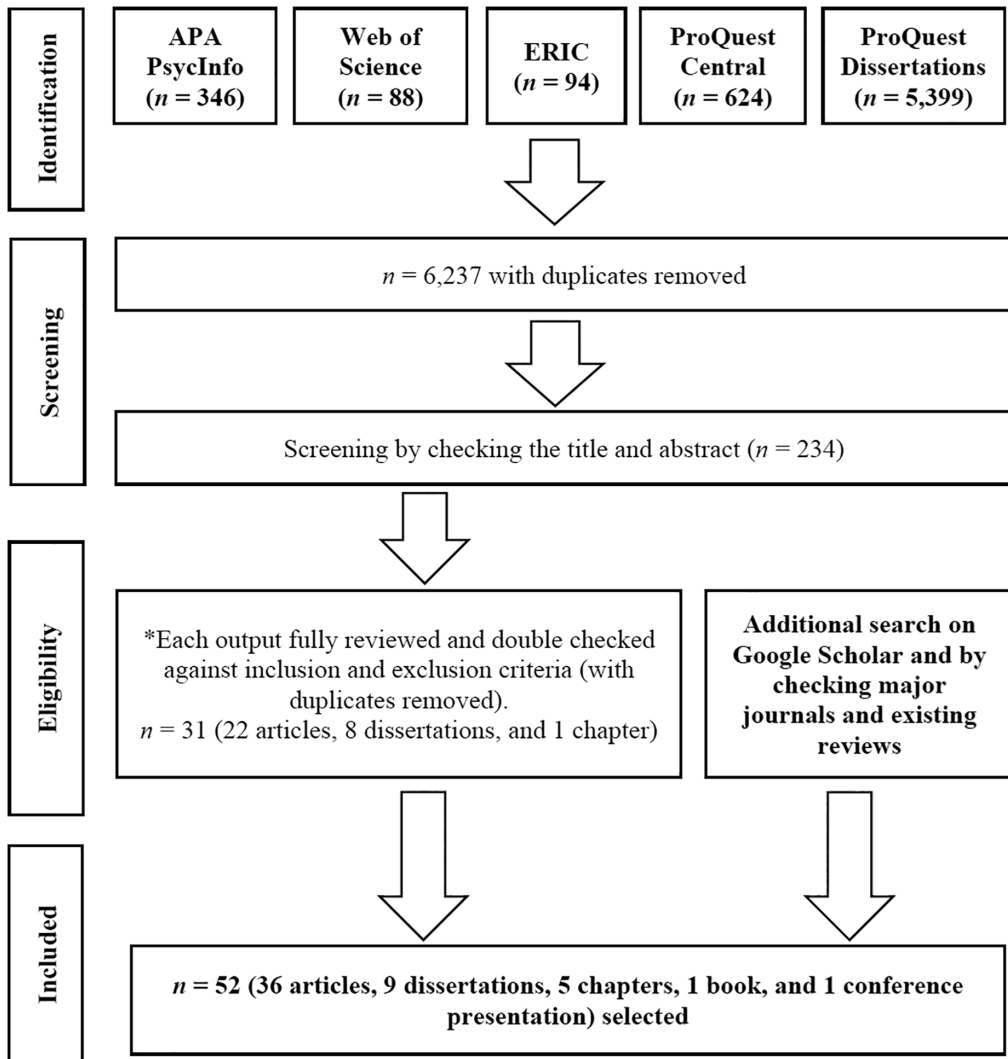 Identification
APA
PsycInfo
(n = 346)
Web of
Science
(n = 88)
ERIC
(n = 94)
ProQuest
Central
(n = 624)
ProQuest
Dissertations
(n = 5,399)
Screening
n = 6,237 with duplicates removed
Screening by checking the title and abstract (n = 234)
Eligibility
*Each output fully reviewed and double checked
against inclusion and exclusion criteria (with
duplicates removed).
n = 31 (22 articles, 8 dissertations, and 1 chapter)
Additional search on
Google Scholar and by
checking major
journals and existing
reviews
Included
n = 52 (36 articles, 9 dissertations, 5 chapters, 1 book, and 1 conference
presentation) selected